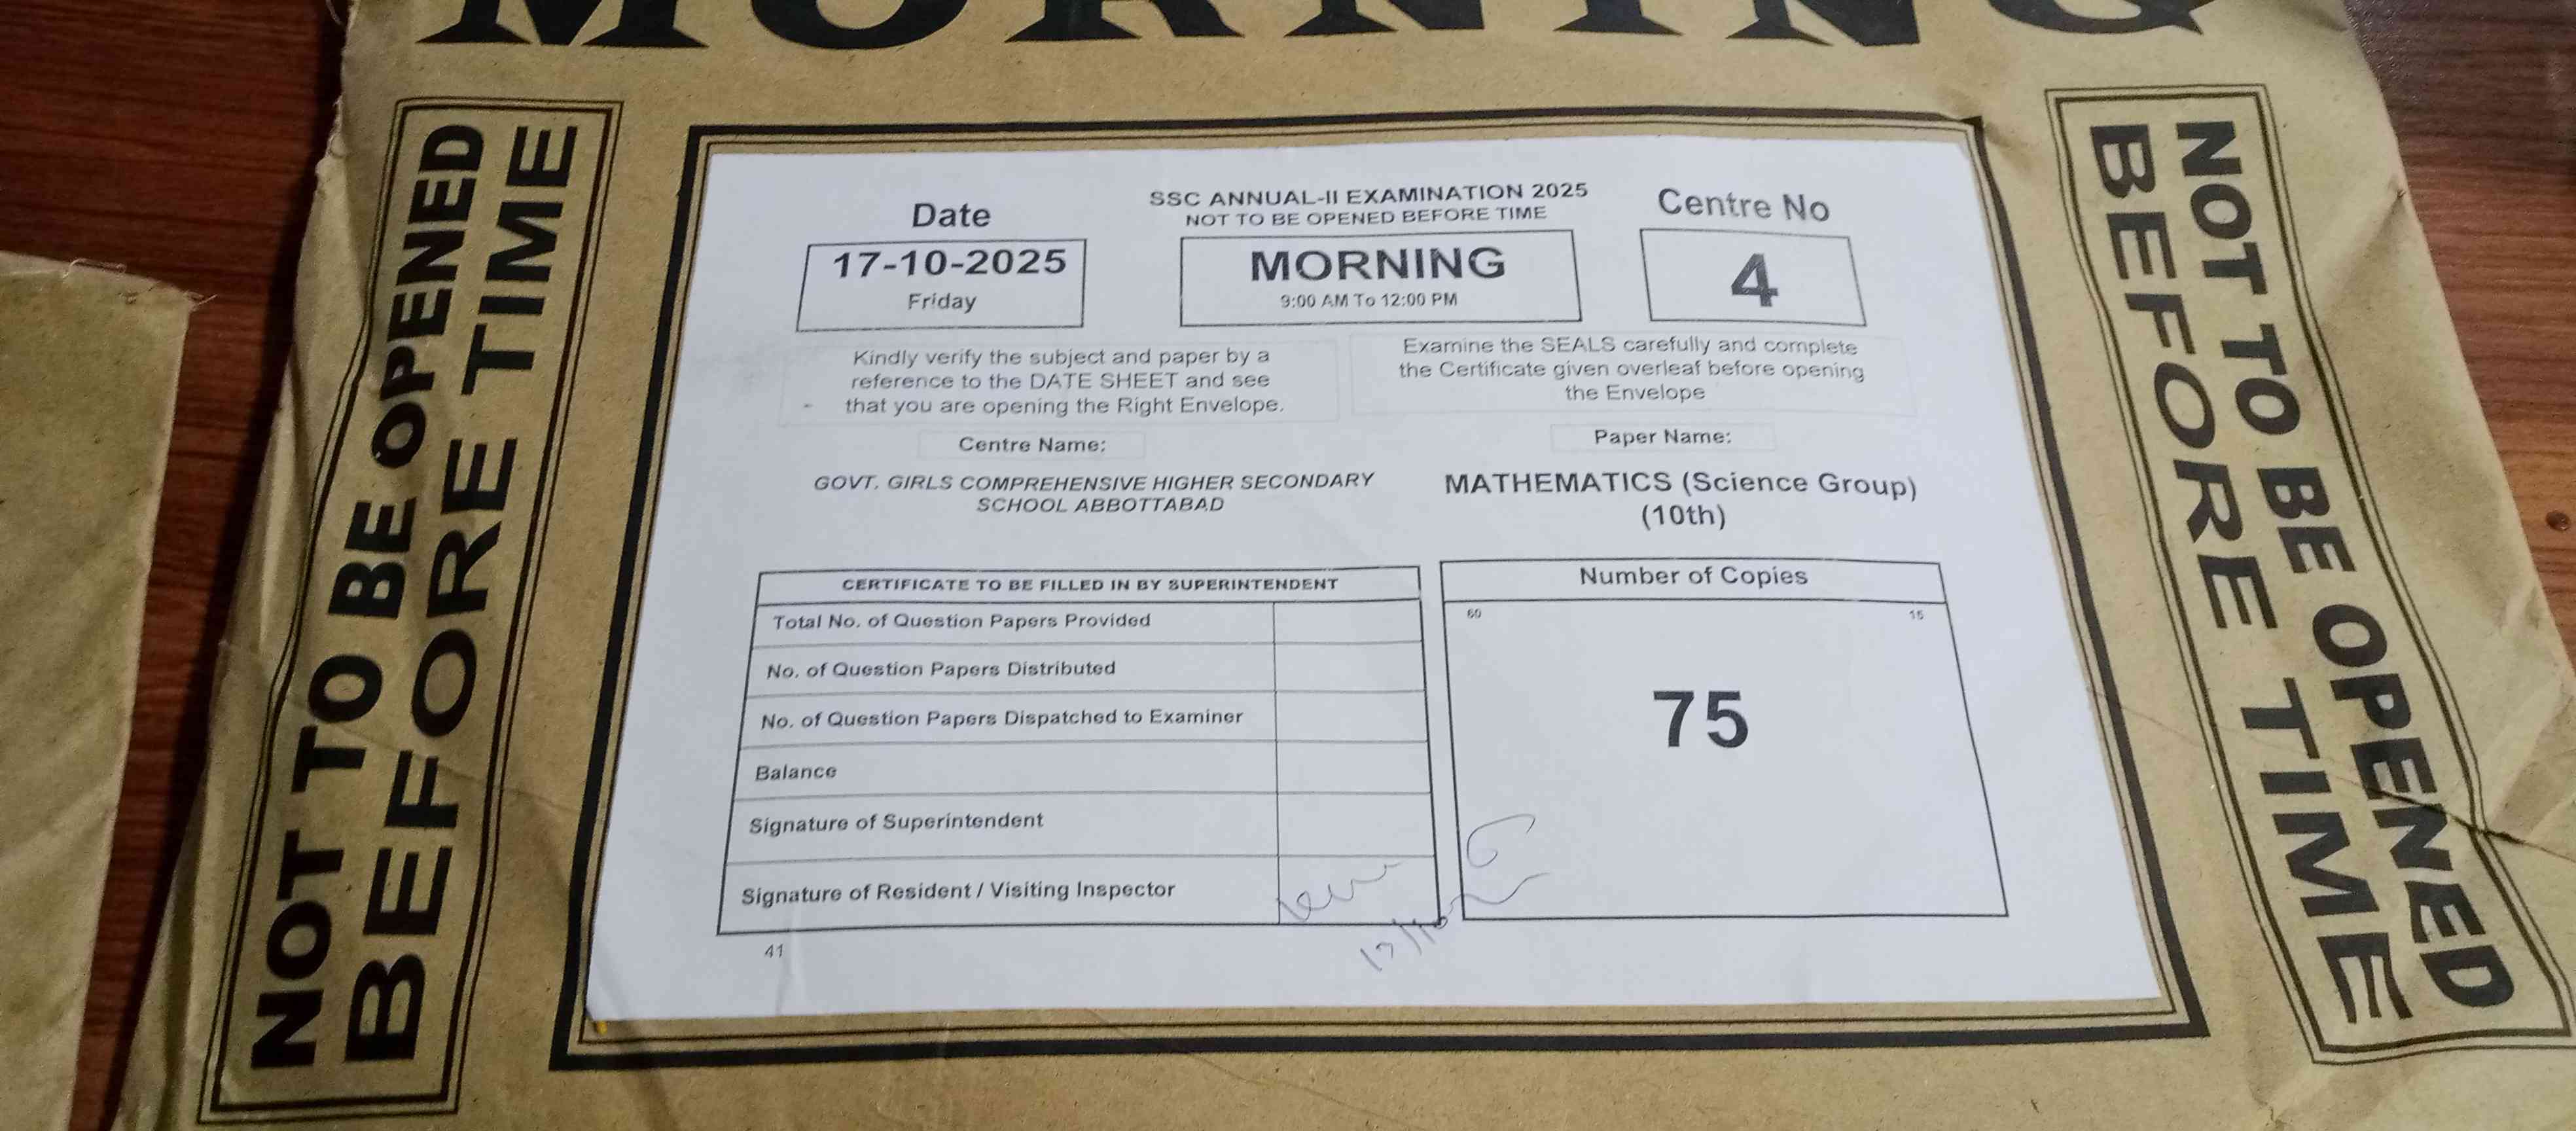 MORNING
NOT TO BE OPENED
BEFORE TIME
Date
17-10-2025
Friday
SSC ANNUAL-II EXAMINATION 2025
NOT TO BE OPENED BEFORE TIME
MORNING
9:00 AM To 12:00 PM
Centre No
4
Kindly verify the subject and paper by a
reference to the DATE SHEET and see
- that you are opening the Right Envelope.
Examine the SEALS carefully and complete
the Certificate given overleaf before opening
the Envelope
Centre Name:
GOVT. GIRLS COMPREHENSIVE HIGHER SECONDARY
SCHOOL ABBOTTABAD
Paper Name:
MATHEMATICS (Science Group)
(10th)
CERTIFICATE TO BE FILLED IN BY SUPERINTENDENT
Total No. of Question Papers Provided
No. of Question Papers Distributed
No. of Question Papers Dispatched to Examiner
Balance
Signature of Superintendent
Signature of Resident / Visiting Inspector
41
Number of Copies
60 15
75
NOT TO BE OPENED
BEFORE TIME